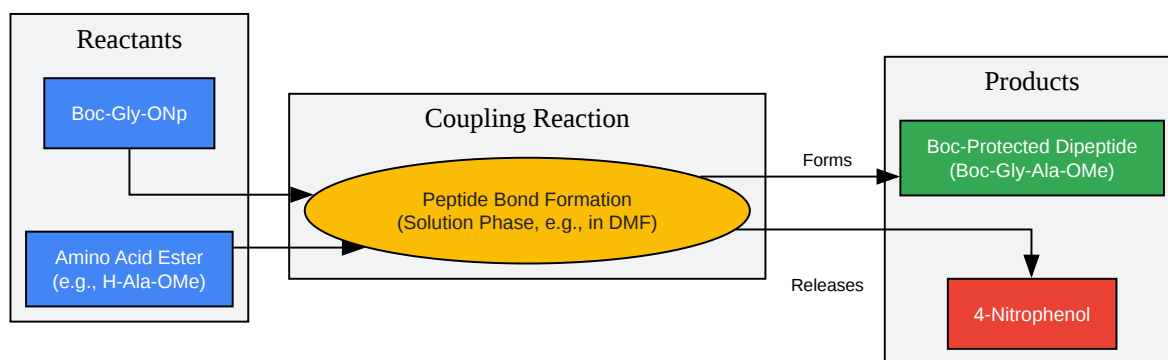 Reactants
Boc-Gly-ONp
Amino Acid Ester
(e.g., H-Ala-OMe)
Coupling Reaction
Peptide Bond Formation
(Solution Phase, e.g., in DMF)
Forms
Releases
Products
Boc-Protected Dipeptide
(Boc-Gly-Ala-OMe)
4-Nitrophenol